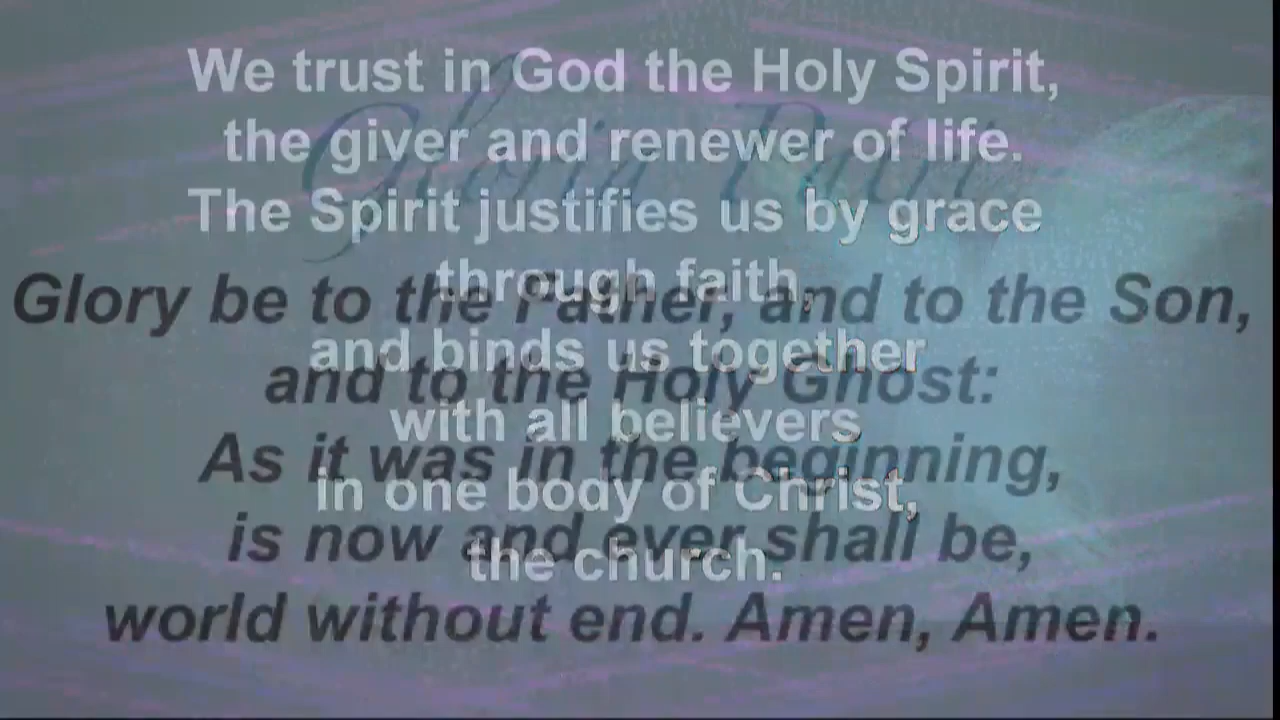 We trust in God the Holy Spirit,
the giver and renewer of life.
The Spirit justifies us by grace
through faith,
and binds us together
with all believers
in one body of Christ,
the church.
Gloria Patri
Glory be to the Father, and to the Son,
and to the Holy Ghost:
As it was in the beginning,
is now and ever shall be,
world without end. Amen, Amen.